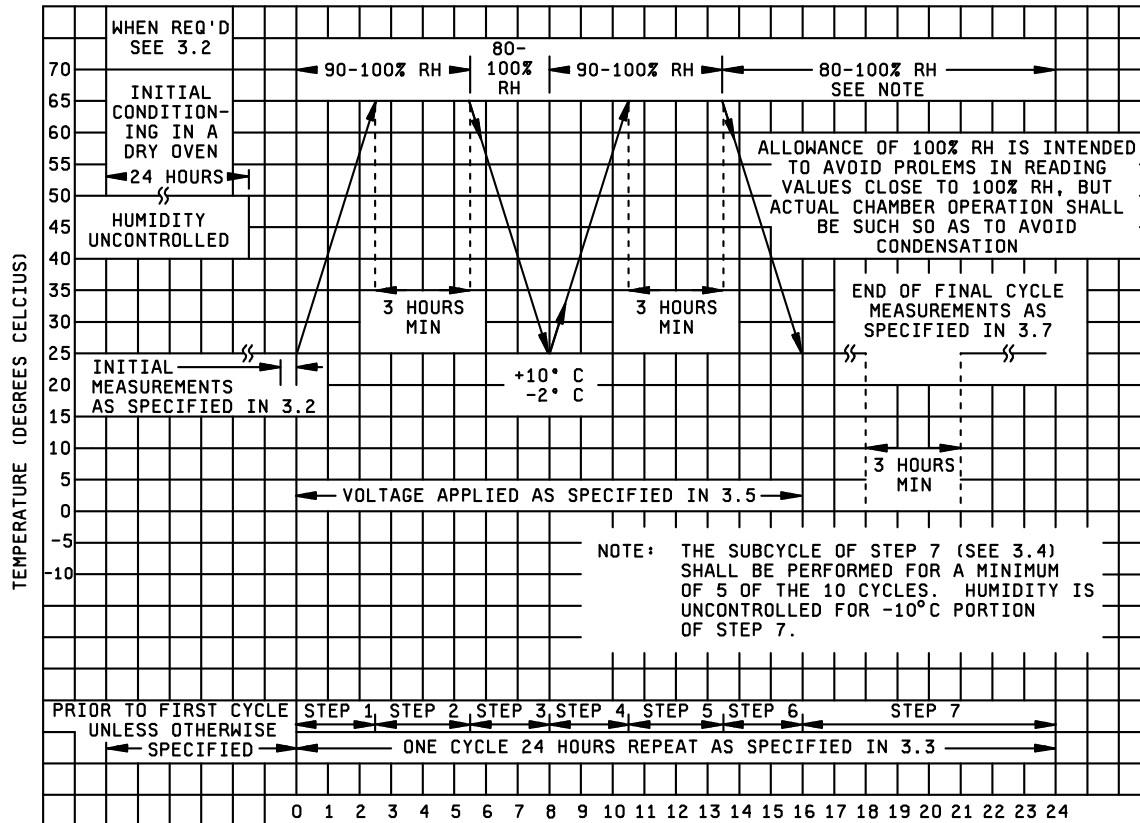 WHEN REQ'D
SEE 3.2
INITIAL
CONDITION-
ING IN A
DRY OVEN
24 HOURS
HUMIDITY
UNCONTROLLED
90-100% RH
80-
100%
RH
90-100% RH
80-100% RH
SEE NOTE
ALLOWANCE OF 100% RH IS INTENDED
TO AVOID PROLEMS IN READING
VALUES CLOSE TO 100% RH, BUT
ACTUAL CHAMBER OPERATION SHALL
BE SUCH SO AS TO AVOID
CONDENSATION
3 HOURS
MIN
3 HOURS
MIN
END OF FINAL CYCLE
MEASUREMENTS AS
SPECIFIED IN 3.7
INITIAL
MEASUREMENTS
AS SPECIFIED IN 3.2
+10° C
-2° C
3 HOURS
MIN
VOLTAGE APPLIED AS SPECIFIED IN 3.5
NOTE: THE SUBCYCLE OF STEP 7 (SEE 3.4)
SHALL BE PERFORMED FOR A MINIMUM
OF 5 OF THE 10 CYCLES. HUMIDITY IS
UNCONTROLLED FOR -10°C PORTION
OF STEP 7.
TEMPERATURE (DEGREES CELCIUS)
70
65
60
55
50
45
40
35
30
25
20
15
10
5
0
-5
-10
PRIOR TO FIRST CYCLE
UNLESS OTHERWISE
SPECIFIED
STEP 1 STEP 2 STEP 3 STEP 4 STEP 5 STEP 6 STEP 7
ONE CYCLE 24 HOURS REPEAT AS SPECIFIED IN 3.3
0 1 2 3 4 5 6 7 8 9 10 11 12 13 14 15 16 17 18 19 20 21 22 23 24